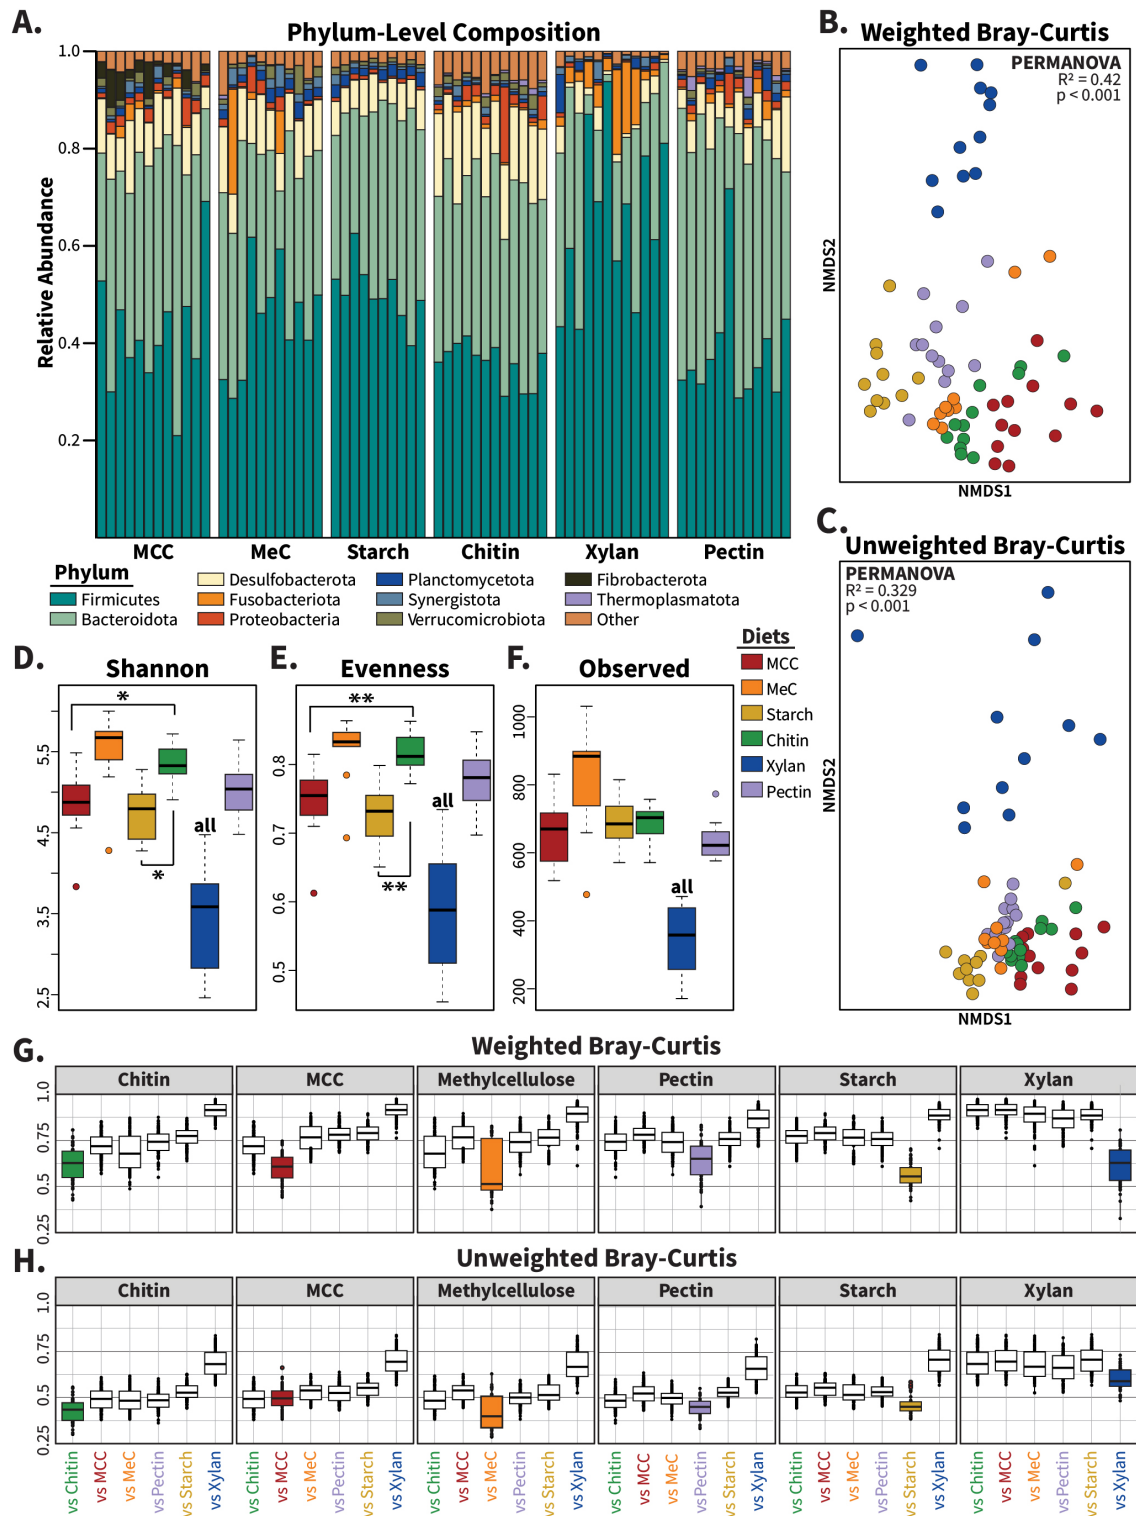 A.
Phylum-Level Composition
Relative Abundance
1.0
0.8
0.6
0.4
0.2
MCC MeC Starch Chitin Xylan Pectin
Phylum
Firmicutes
Bacteroidota
Desulfobacterota
Fusobacteriota
Proteobacteria
Planctomycetota
Synergistota
Verrucomicrobiota
Fibrobacterota
Thermoplasmatota
Other
B.
Weighted Bray-Curtis
PERMANOVA
R² = 0.42
p < 0.001
NMDS2
NMDS1
C.
Unweighted Bray-Curtis
PERMANOVA
R² = 0.329
p < 0.001
NMDS2
NMDS1
D.
Shannon
5.5
4.5
3.5
2.5
*
*
all
E.
Evenness
0.8
0.7
0.6
0.5
**
**
all
F.
Observed
1000
800
600
400
200
all
Diets
MCC
MeC
Starch
Chitin
Xylan
Pectin
G.
Weighted Bray-Curtis
Chitin MCC Methylcellulose Pectin Starch Xylan
1.0
0.75
0.5
0.25
H.
Unweighted Bray-Curtis
Chitin MCC Methylcellulose Pectin Starch Xylan
1.0
0.75
0.5
0.25
vs Chitin vs MCC vs MeC vs Pectin vs Starch vs Xylan
vs Chitin vs MCC vs MeC vs Pectin vs Starch vs Xylan
vs Chitin vs MCC vs MeC vs Pectin vs Starch vs Xylan
vs Chitin vs MCC vs MeC vs Pectin vs Starch vs Xylan
vs Chitin vs MCC vs MeC vs Pectin vs Starch vs Xylan
vs Chitin vs MCC vs MeC vs Pectin vs Starch vs Xylan